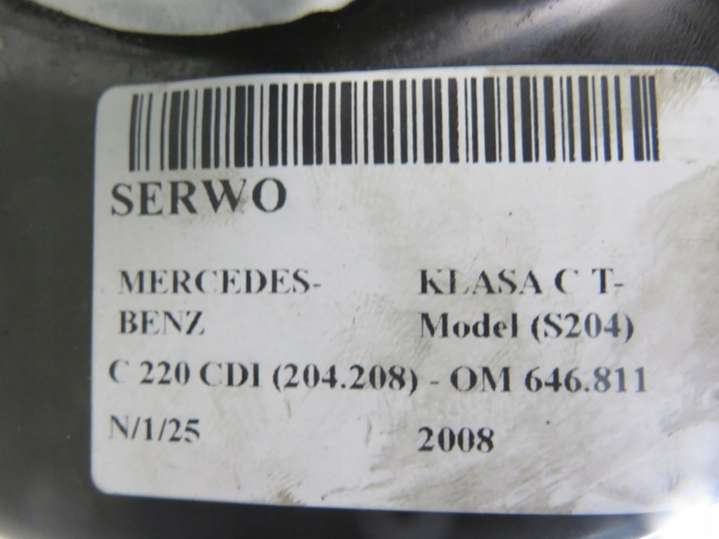 SERWO
MERCEDES-BENZ
KLASA C T-Model (S204)
C 220 CDI (204.208) - OM 646.811
N/1/25
2008